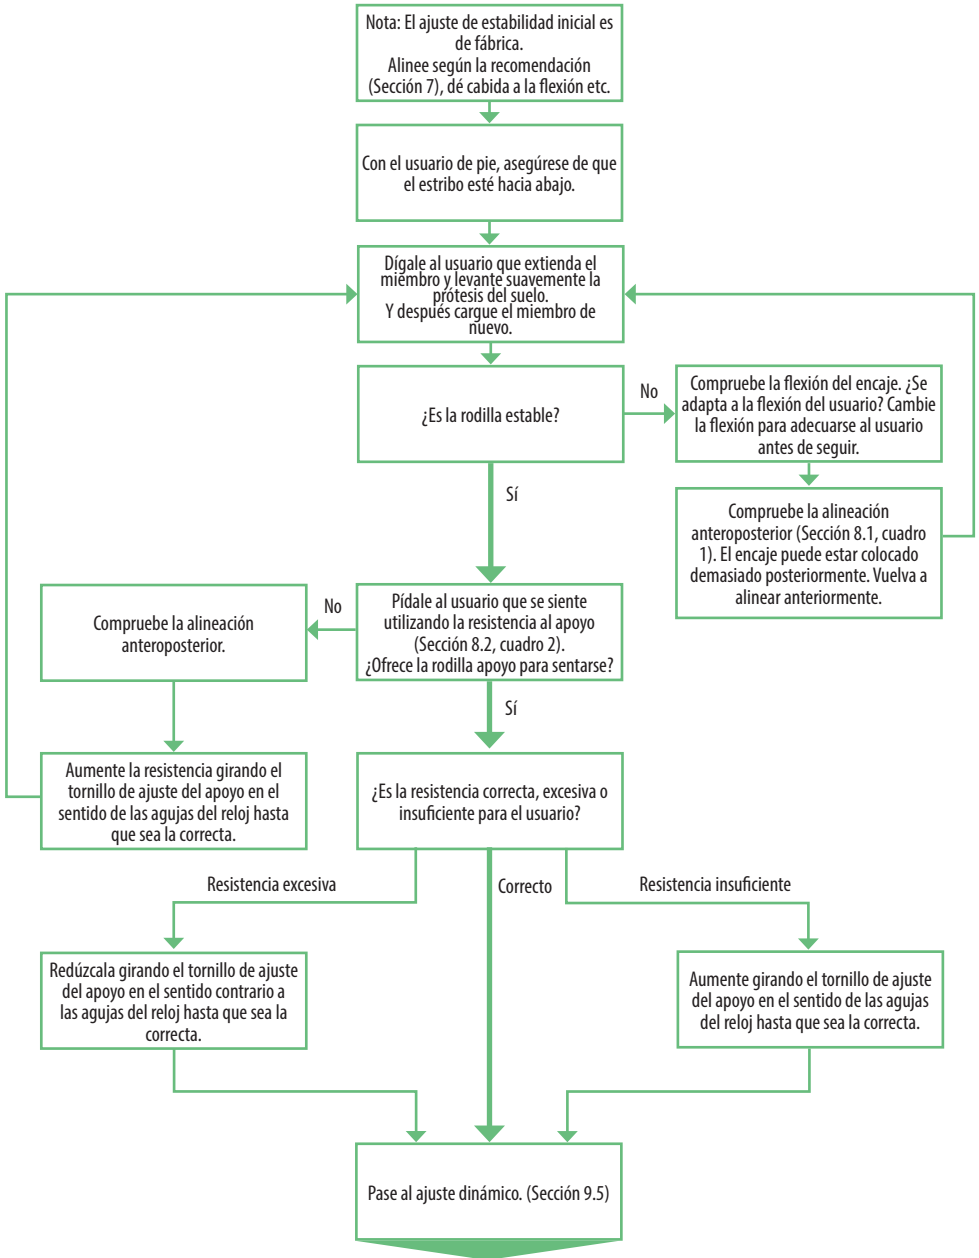 Nota: El ajuste de estabilidad inicial es
de fábrica.
Alinee según la recomendación
(Sección 7), dé cabida a la flexión etc.
Con el usuario de pie, asegúrese de que
el estribo esté hacia abajo.
Dígale al usuario que extienda el
miembro y levante suavemente la
prótesis del suelo.
Y después cargue el miembro de
nuevo.
¿Es la rodilla estable?
No
Compruebe la flexión del encaje. ¿Se
adapta a la flexión del usuario? Cambie
la flexión para adecuarse al usuario
antes de seguir.
Compruebe la alineación
anteroposterior (Sección 8.1, cuadro
1). El encaje puede estar colocado
demasiado posteriormente. Vuelva a
alinear anteriormente.
Sí
Pídale al usuario que se siente
utilizando la resistencia al apoyo
(Sección 8.2, cuadro 2).
¿Ofrece la rodilla apoyo para sentarse?
No
Compruebe la alineación
anteroposterior.
Aumente la resistencia girando el
tornillo de ajuste del apoyo en el
sentido de las agujas del reloj hasta
que sea la correcta.
Sí
¿Es la resistencia correcta, excesiva o
insuficiente para el usuario?
Resistencia excesiva
Correcto
Resistencia insuficiente
Redúzcala girando el tornillo de ajuste
del apoyo en el sentido contrario a
las agujas del reloj hasta que sea la
correcta.
Aumente girando el tornillo de ajuste
del apoyo en el sentido de las agujas
del reloj hasta que sea la correcta.
Pase al ajuste dinámico. (Sección 9.5)